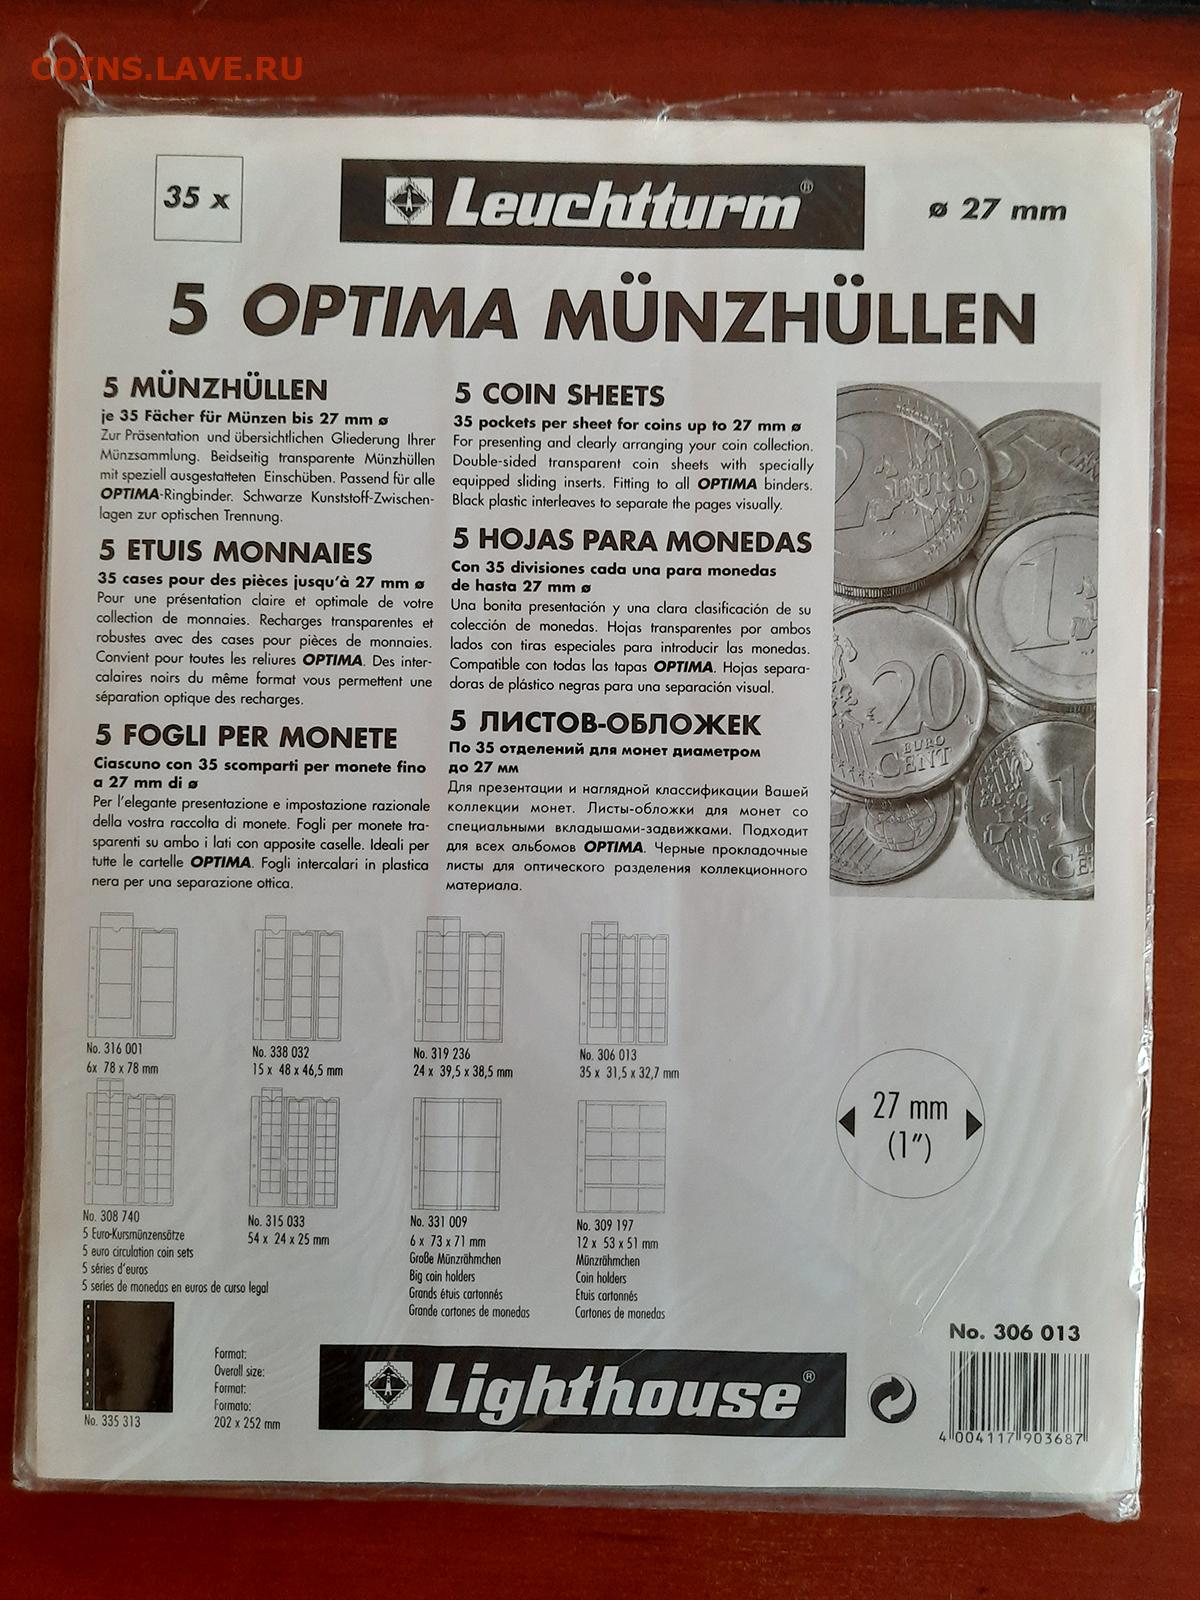 COINS.LAVE.RU
35 x
Leuchtturm®
ø 27 mm
5 OPTIMA MÜNZHÜLLEN
5 MÜNZHÜLLEN
je 35 Fächer für Münzen bis 27 mm ø
Zur Präsentation und übersichtlichen Gliederung Ihrer
Münzsammlung. Beidseitig transparente Münzhüllen
mit speziell ausgestatteten Einschüben. Passend für alle
OPTIMA-Ringbinder. Schwarze Kunststoff-Zwischen-
lagen zur optischen Trennung.
5 ETUIS MONNAIES
35 cases pour des pièces jusqu'à 27 mm ø
Pour une présentation claire et optimale de votre
collection de monnaies. Recharges transparentes et
robustes avec des cases pour pièces de monnaies.
Convient pour toutes les reliures OPTIMA. Des inter-
calaires noirs du même format vous permettent une
séparation optique des recharges.
5 FOGLI PER MONETE
Ciascuno con 35 scomparti per monete fino
a 27 mm di ø
Per l'elegante presentazione e impostazione razionale
della vostra raccolta di monete. Fogli per monete tra-
sparenti su ambo i lati con apposite caselle. Ideali per
tutte le cartelle OPTIMA. Fogli intercalari in plastica
nera per una separazione ottica.
5 COIN SHEETS
35 pockets per sheet for coins up to 27 mm ø
For presenting and clearly arranging your coin collection.
Double-sided transparent coin sheets with specially
equipped sliding inserts. Fitting to all OPTIMA binders.
Black plastic interleaves to separate the pages visually.
5 HOJAS PARA MONEDAS
Con 35 divisiones cada una para monedas
de hasta 27 mm ø
Una bonita presentación y una clara clasificación de su
colección de monedas. Hojas transparentes por ambos
lados con tiras especiales para introducir las monedas.
Compatible con todas las tapas OPTIMA. Hojas separa-
doras de plástico negras para una separación visual.
5 ЛИСТОВ-ОБЛОЖЕК
По 35 отделений для монет диаметром
до 27 мм
Для презентации и наглядной классификации Вашей
коллекции монет. Листы-обложки для монет со
специальными вкладышами-задвижками. Подходит
для всех альбомов OPTIMA. Черные прокладочные
листы для оптического разделения коллекционного
материала.
2 EURO
5
1
20
EURO
CENT
10
EU
CE
No. 316 001
6x 78 x 78 mm
No. 338 032
15 x 48 x 46,5 mm
No. 319 236
24 x 39,5 x 38,5 mm
No. 306 013
35 x 31,5 x 32,7 mm
No. 308 740
5 Euro-Kursmünzensätze
5 euro circulation coin sets
5 séries d'euros
5 series de monedas en euros de curso legal
No. 315 033
54 x 24 x 25 mm
No. 331 009
6 x 73 x 71 mm
Große Münzrähmchen
Big coin holders
Grands étuis cartonnés
Grande cartones de monedas
No. 309 197
12 x 53 x 51 mm
Münzrähmchen
Coin holders
Etuis cartonnés
Cartones de monedas
27 mm
(1")
No. 335 313
Format:
Overall size:
Format:
Formato:
202 x 252 mm
Lighthouse®
No. 306 013
4 004117 903687